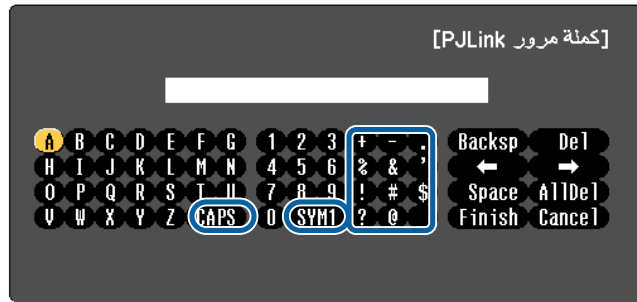 [كملة مرور PJLink]
A B C D E F G 1 2 3 + - . Backsp Del
H I J K L M N 4 5 6 % & ' ← →
O P Q R S T U 7 8 9 ! # $ Space AllDel
V W X Y Z CAPS 0 SYM1 ? @ Finish Cancel